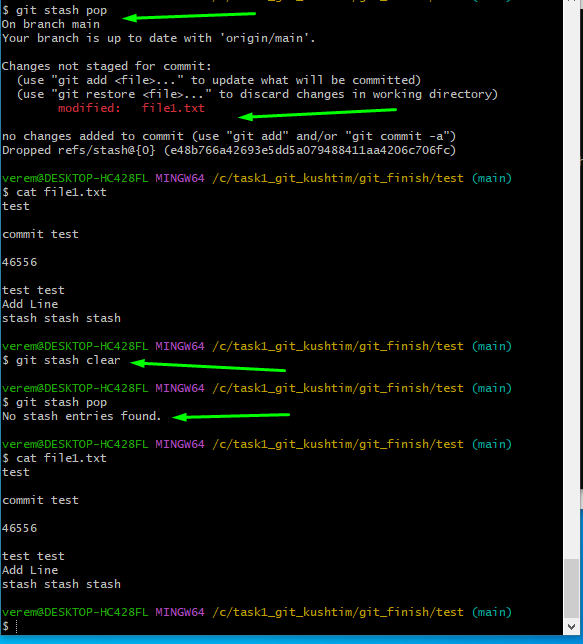 $ git stash pop
On branch main
Your branch is up to date with 'origin/main'.
Changes not staged for commit:
  (use "git add <file>..." to update what will be committed)
  (use "git restore <file>..." to discard changes in working directory)
        modified:   file1.txt
no changes added to commit (use "git add" and/or "git commit -a")
Dropped refs/stash@{0} (e48b766a42693e5dd5a079488411aa4206c706fc)
verem@DESKTOP-HC428FL MINGW64 /c/task1_git_kushtim/git_finish/test (main)
$ cat file1.txt
test
commit test
46556
test test
Add Line
stash stash stash
verem@DESKTOP-HC428FL MINGW64 /c/task1_git_kushtim/git_finish/test (main)
$ git stash clear
verem@DESKTOP-HC428FL MINGW64 /c/task1_git_kushtim/git_finish/test (main)
$ git stash pop
No stash entries found.
verem@DESKTOP-HC428FL MINGW64 /c/task1_git_kushtim/git_finish/test (main)
$ cat file1.txt
test
commit test
46556
test test
Add Line
stash stash stash
verem@DESKTOP-HC428FL MINGW64 /c/task1_git_kushtim/git_finish/test (main)
$